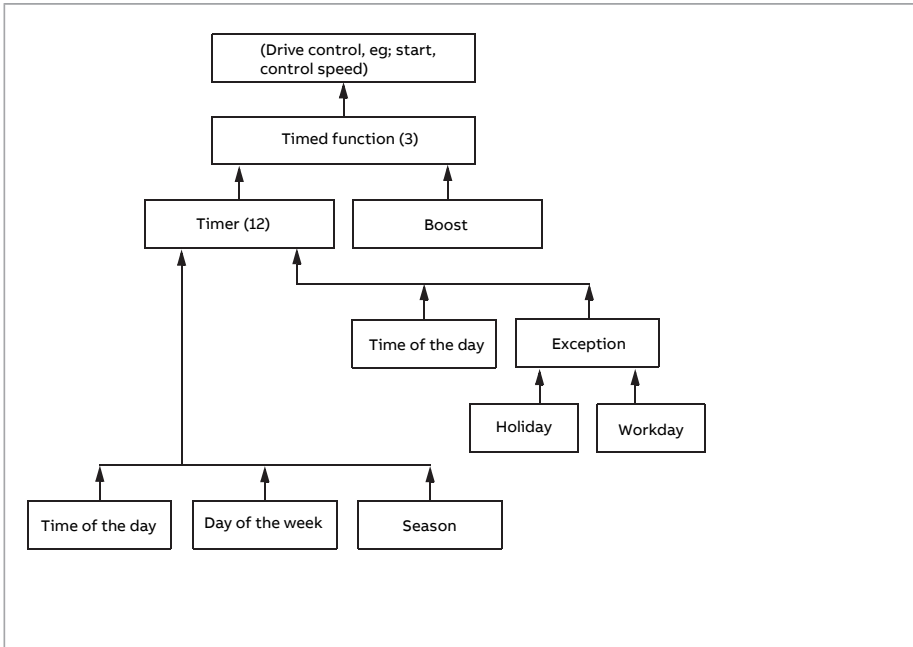 (Drive control, eg; start,
control speed)
Timed function (3)
Timer (12)
Boost
Time of the day
Exception
Holiday
Workday
Time of the day
Day of the week
Season